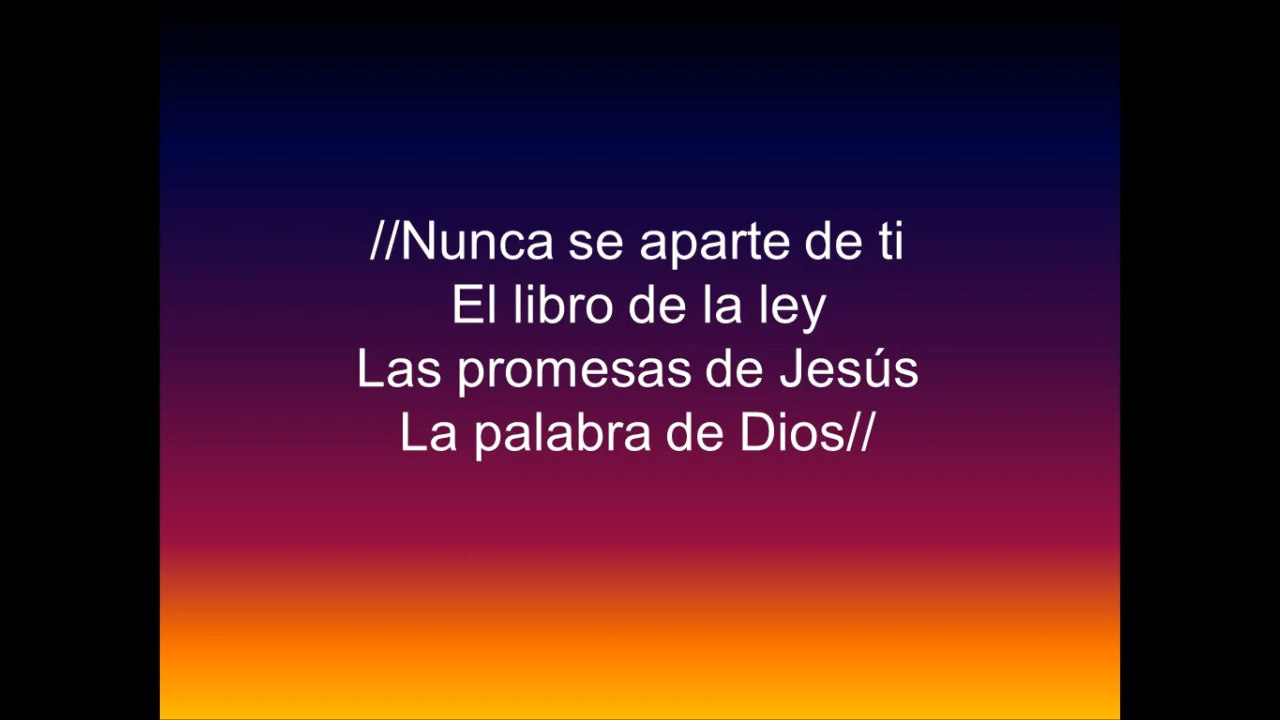 //Nunca se aparte de ti
El libro de la ley
Las promesas de Jesús
La palabra de Dios//